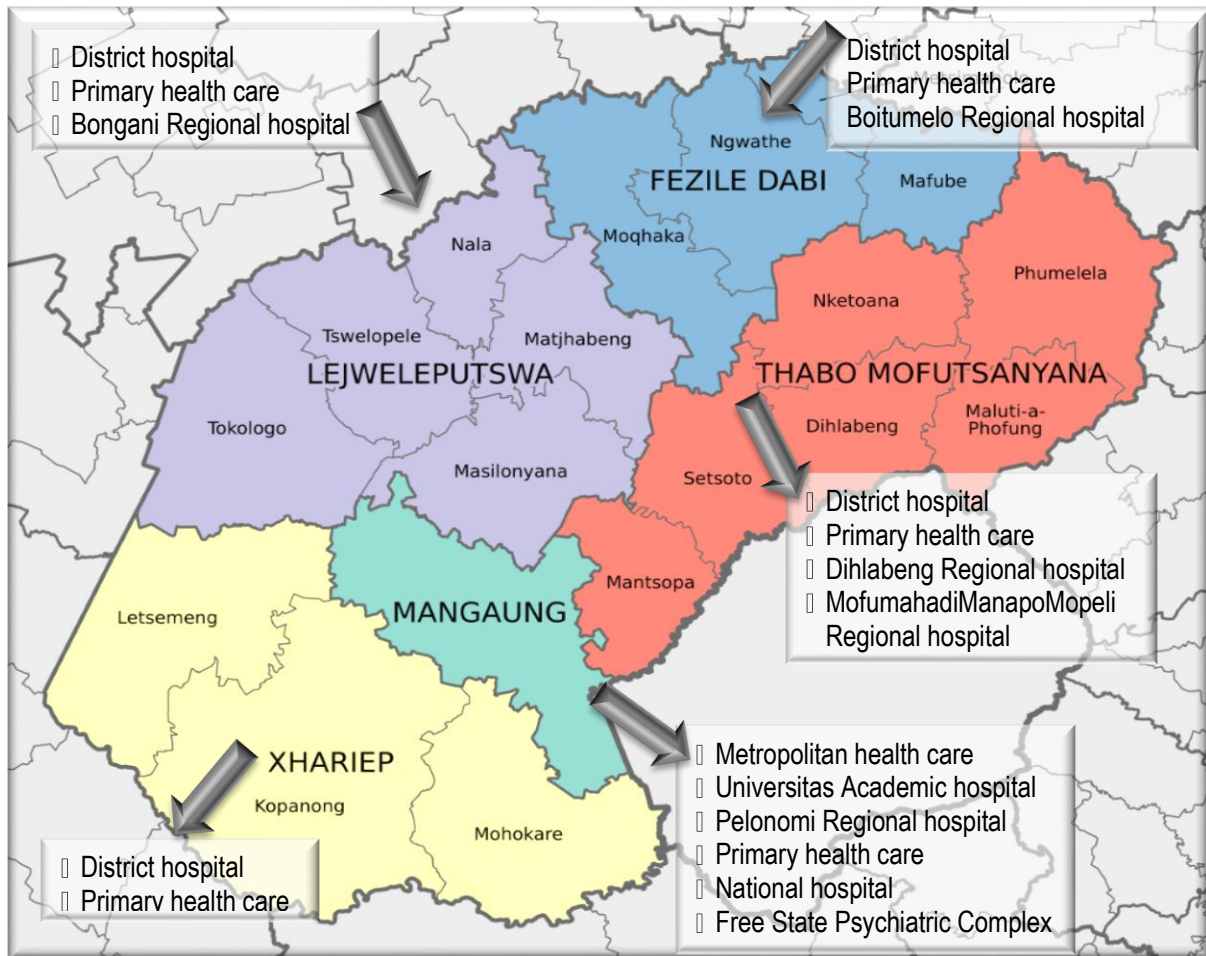 District hospital
Primary health care
Bongani Regional hospital
District hospital
Primary health care
Boitumelo Regional hospital
Ngwathe
FEZILE DABI
Mafube
Moqhaka
Nala
Phumelela
Nketoana
Tswelopele
Matjhabeng
LEJWELEPUTSWA
THABO MOFUTSANYANA
Tokologo
Dihlabeng
Maluti-a-
Phofung
Masilonyana
Setsoto
District hospital
Primary health care
Dihlabeng Regional hospital
MofumahadiManapoMopeli
Regional hospital
Mantsopa
Letsemeng
MANGAUNG
XHARIEP
Kopanong
Mohokare
Metropolitan health care
Universitas Academic hospital
Pelonomi Regional hospital
Primary health care
National hospital
Free State Psychiatric Complex
District hospital
Primary health care